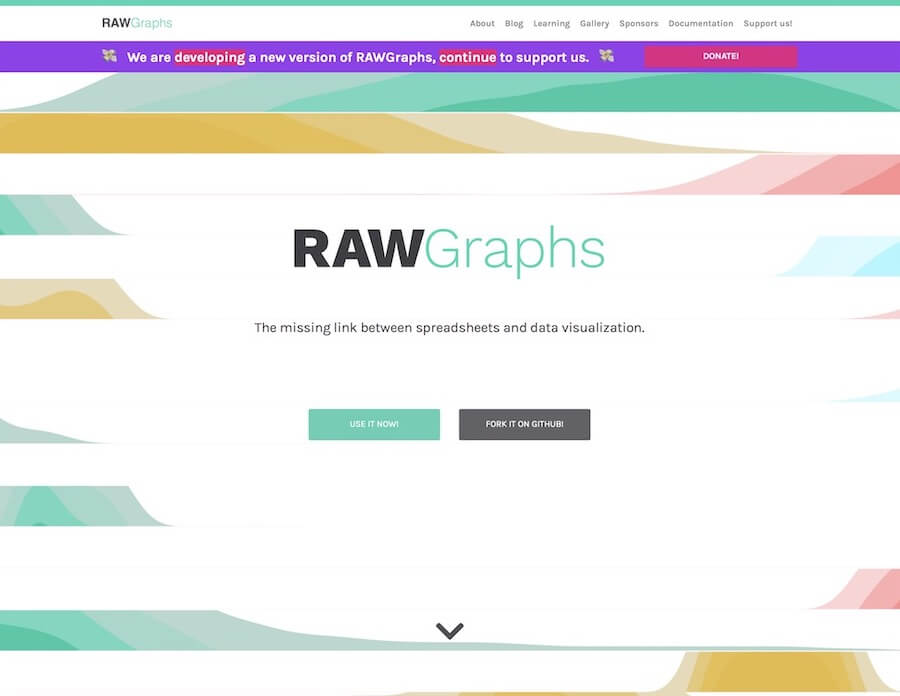 RAWGraphs
About Blog Learning Gallery Sponsors Documentation Support us!
We are developing a new version of RAWGraphs, continue to support us.
DONATE!
RAWGraphs
The missing link between spreadsheets and data visualization.
USE IT NOW!
FORK IT ON GITHUB!